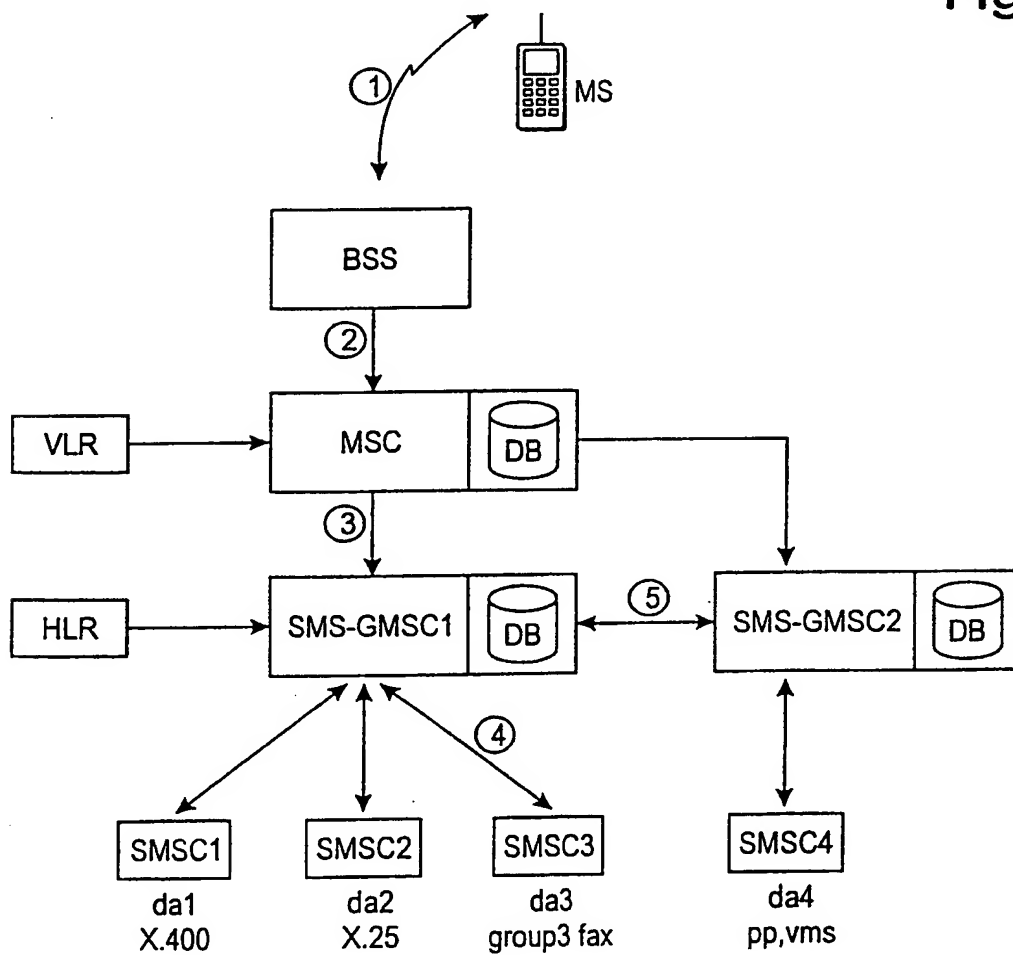 Fig
1
MS
BSS
2
VLR
MSC
DB
3
HLR
SMS-GMSC1
DB
5
SMS-GMSC2
DB
4
SMSC1
SMSC2
SMSC3
SMSC4
da1
da2
da3
da4
X.400
X.25
group3 fax
pp,vms